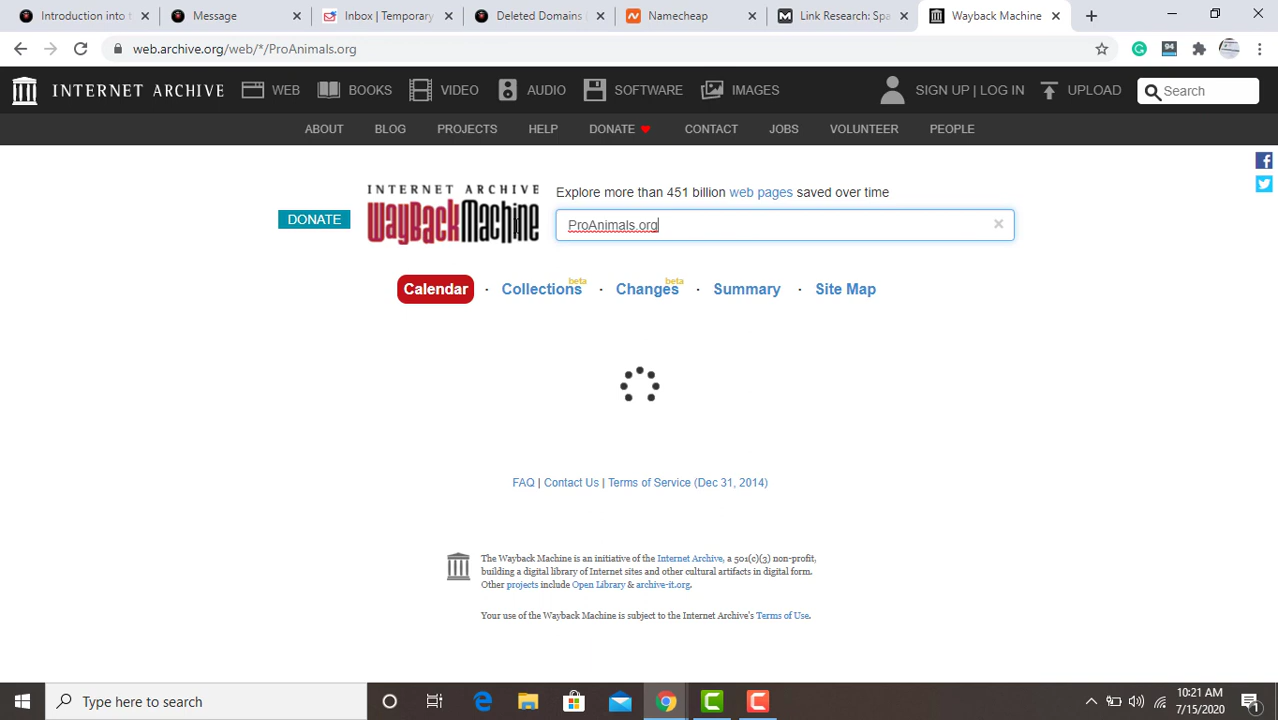 Introduction into t
Message
Inbox | Temporary
Deleted Domains
Namecheap
Link Research: Spa
Wayback Machine
web.archive.org/web/*/ProAnimals.org
94
INTERNET ARCHIVE
WEB
BOOKS
VIDEO
AUDIO
SOFTWARE
IMAGES
SIGN UP | LOG IN
UPLOAD
Search
ABOUT
BLOG
PROJECTS
HELP
DONATE
CONTACT
JOBS
VOLUNTEER
PEOPLE
DONATE
INTERNET ARCHIVE
WayBackMachine
Explore more than 451 billion web pages saved over time
ProAnimals.org
Calendar · Collections beta · Changes beta · Summary · Site Map
FAQ | Contact Us | Terms of Service (Dec 31, 2014)
The Wayback Machine is an initiative of the Internet Archive, a 501(c)(3) non-profit,
building a digital library of Internet sites and other cultural artifacts in digital form.
Other projects include Open Library & archive-it.org.
Your use of the Wayback Machine is subject to the Internet Archive's Terms of Use.
Type here to search
10:21 AM
7/15/2020
1